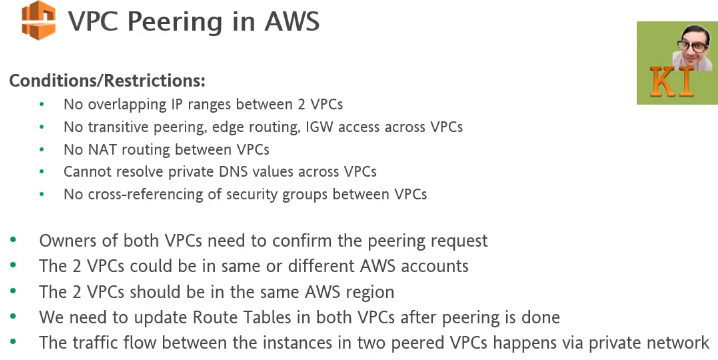 VPC Peering in AWS
KI
Conditions/Restrictions:
• No overlapping IP ranges between 2 VPCs
• No transitive peering, edge routing, IGW access across VPCs
• No NAT routing between VPCs
• Cannot resolve private DNS values across VPCs
• No cross-referencing of security groups between VPCs
• Owners of both VPCs need to confirm the peering request
• The 2 VPCs could be in same or different AWS accounts
• The 2 VPCs should be in the same AWS region
• We need to update Route Tables in both VPCs after peering is done
• The traffic flow between the instances in two peered VPCs happens via private network